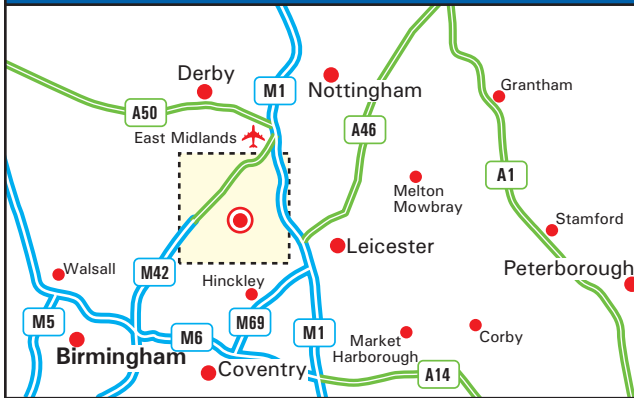 Derby
M1
Nottingham
Grantham
A50
East Midlands
A46
A1
Melton
Mowbray
Stamford
Leicester
Walsall
M42
Hinckley
Peterborough
M5
M6
M69
M1
Market
Harborough
Corby
Birmingham
Coventry
A14